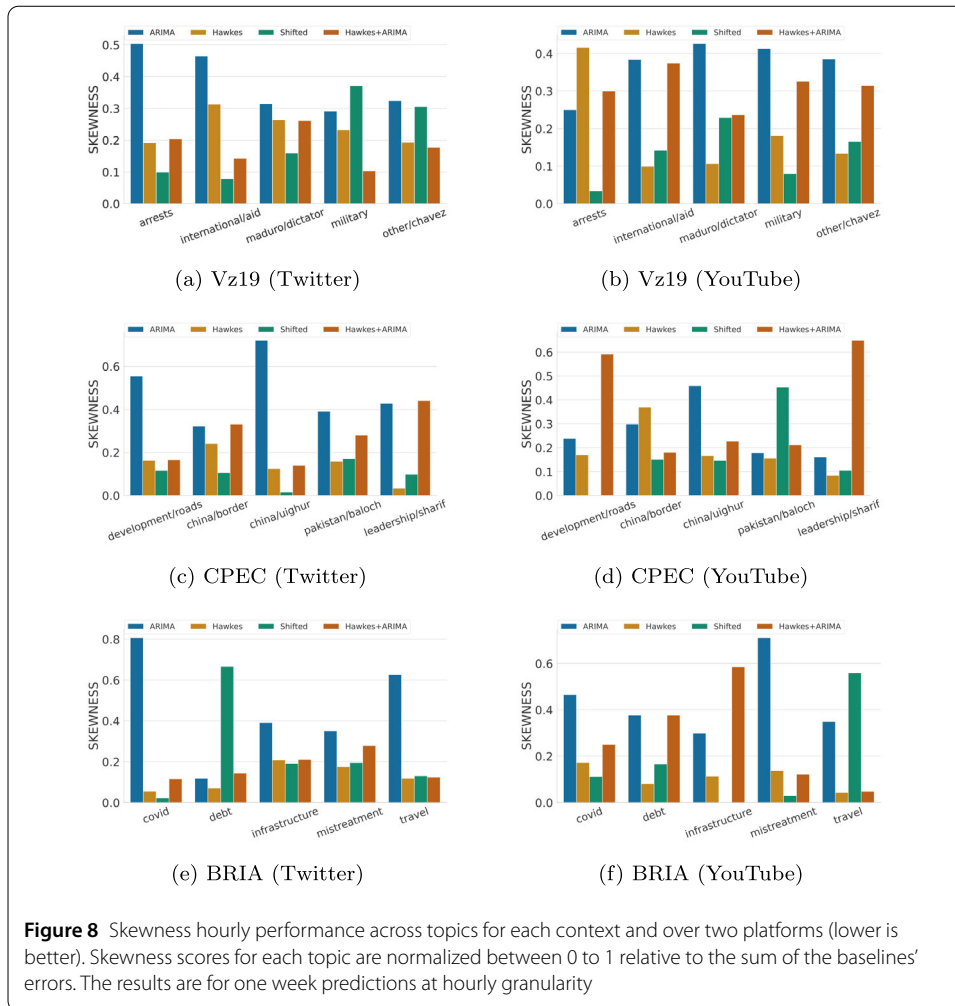 ARIMA Hawkes Shifted Hawkes+ARIMA
SKEWNESS
0.5
0.4
0.3
0.2
0.1
0.0
arrests international/aid maduro/dictator military other/chavez
(a) Vz19 (Twitter)
ARIMA Hawkes Shifted Hawkes+ARIMA
SKEWNESS
0.4
0.3
0.2
0.1
0.0
arrests international/aid maduro/dictator military other/chavez
(b) Vz19 (YouTube)
ARIMA Hawkes Shifted Hawkes+ARIMA
SKEWNESS
0.6
0.4
0.2
0.0
development/roads china/border china/uighur pakistan/baloch leadership/sharif
(c) CPEC (Twitter)
ARIMA Hawkes Shifted Hawkes+ARIMA
SKEWNESS
0.6
0.5
0.4
0.3
0.2
0.1
0.0
development/roads china/border china/uighur pakistan/baloch leadership/sharif
(d) CPEC (YouTube)
ARIMA Hawkes Shifted Hawkes+ARIMA
SKEWNESS
0.8
0.6
0.4
0.2
0.0
covid debt infrastructure mistreatment travel
(e) BRIA (Twitter)
ARIMA Hawkes Shifted Hawkes+ARIMA
SKEWNESS
0.6
0.4
0.2
0.0
covid debt infrastructure mistreatment travel
(f) BRIA (YouTube)
Figure 8 Skewness hourly performance across topics for each context and over two platforms (lower is
better). Skewness scores for each topic are normalized between 0 to 1 relative to the sum of the baselines'
errors. The results are for one week predictions at hourly granularity